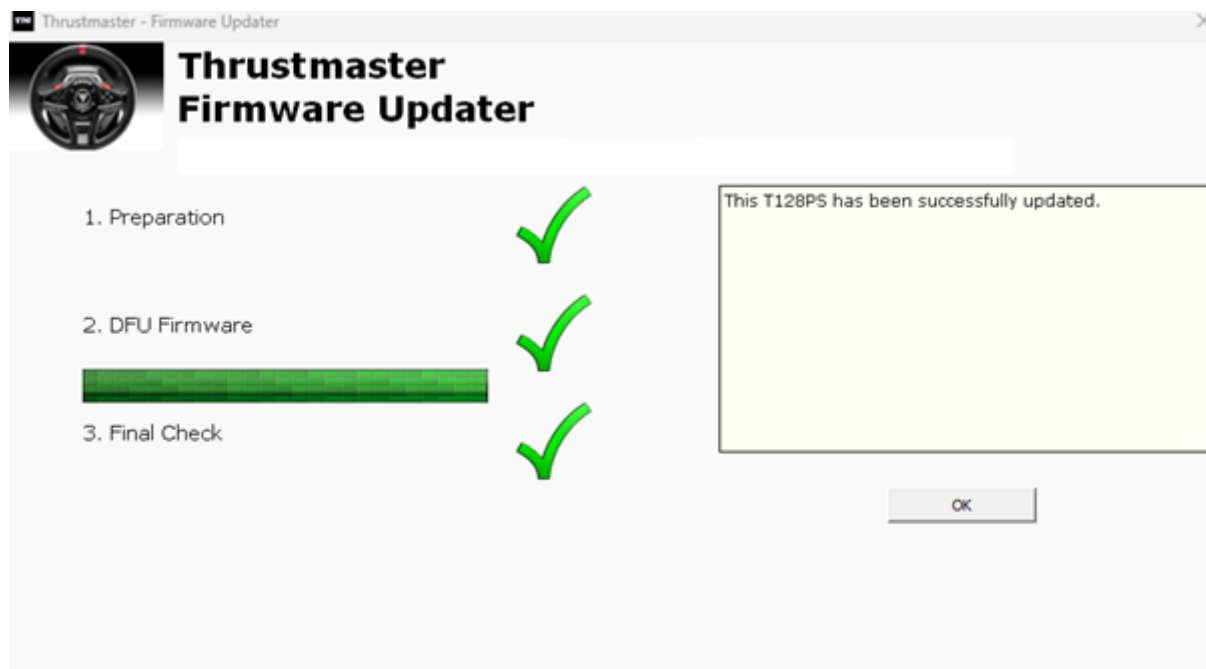 Thrustmaster - Firmware Updater
Thrustmaster
Firmware Updater
1. Preparation
This T128PS has been successfully updated.
2. DFU Firmware
3. Final Check
OK